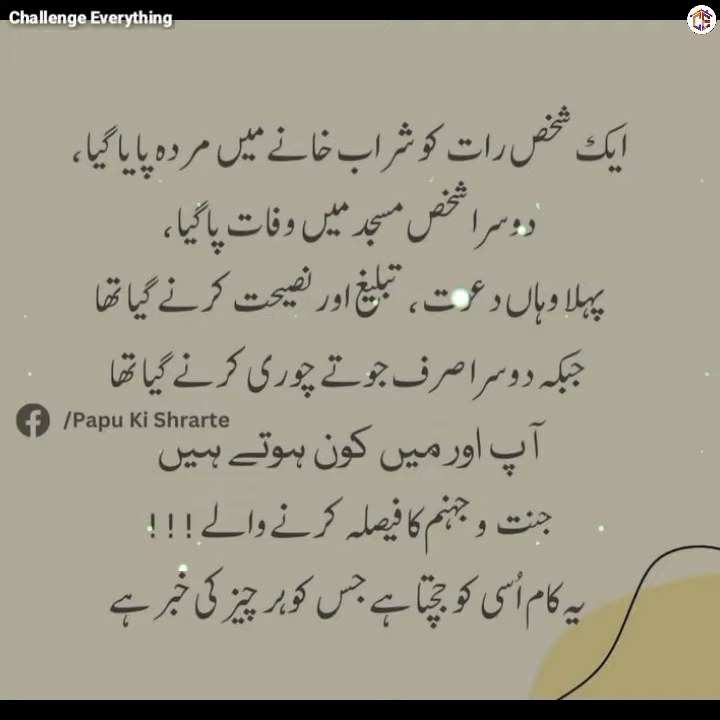 Challenge Everything
ایک شخص رات کو شراب خانے میں مردہ پایا گیا،
دوسرا شخص مسجد میں وفات پا گیا،
پہلا وہاں دعوت، تبلیغ اور نصیحت کرنے گیا تھا
جبکہ دوسرا صرف جوتے چوری کرنے گیا تھا
/Papu Ki Shrarte
آپ اور میں کون ہوتے ہیں
جنت و جہنم کا فیصلہ کرنے والے !!!
یہ کام اُسی کو جچتا ہے جس کو ہر چیز کی خبر ہے